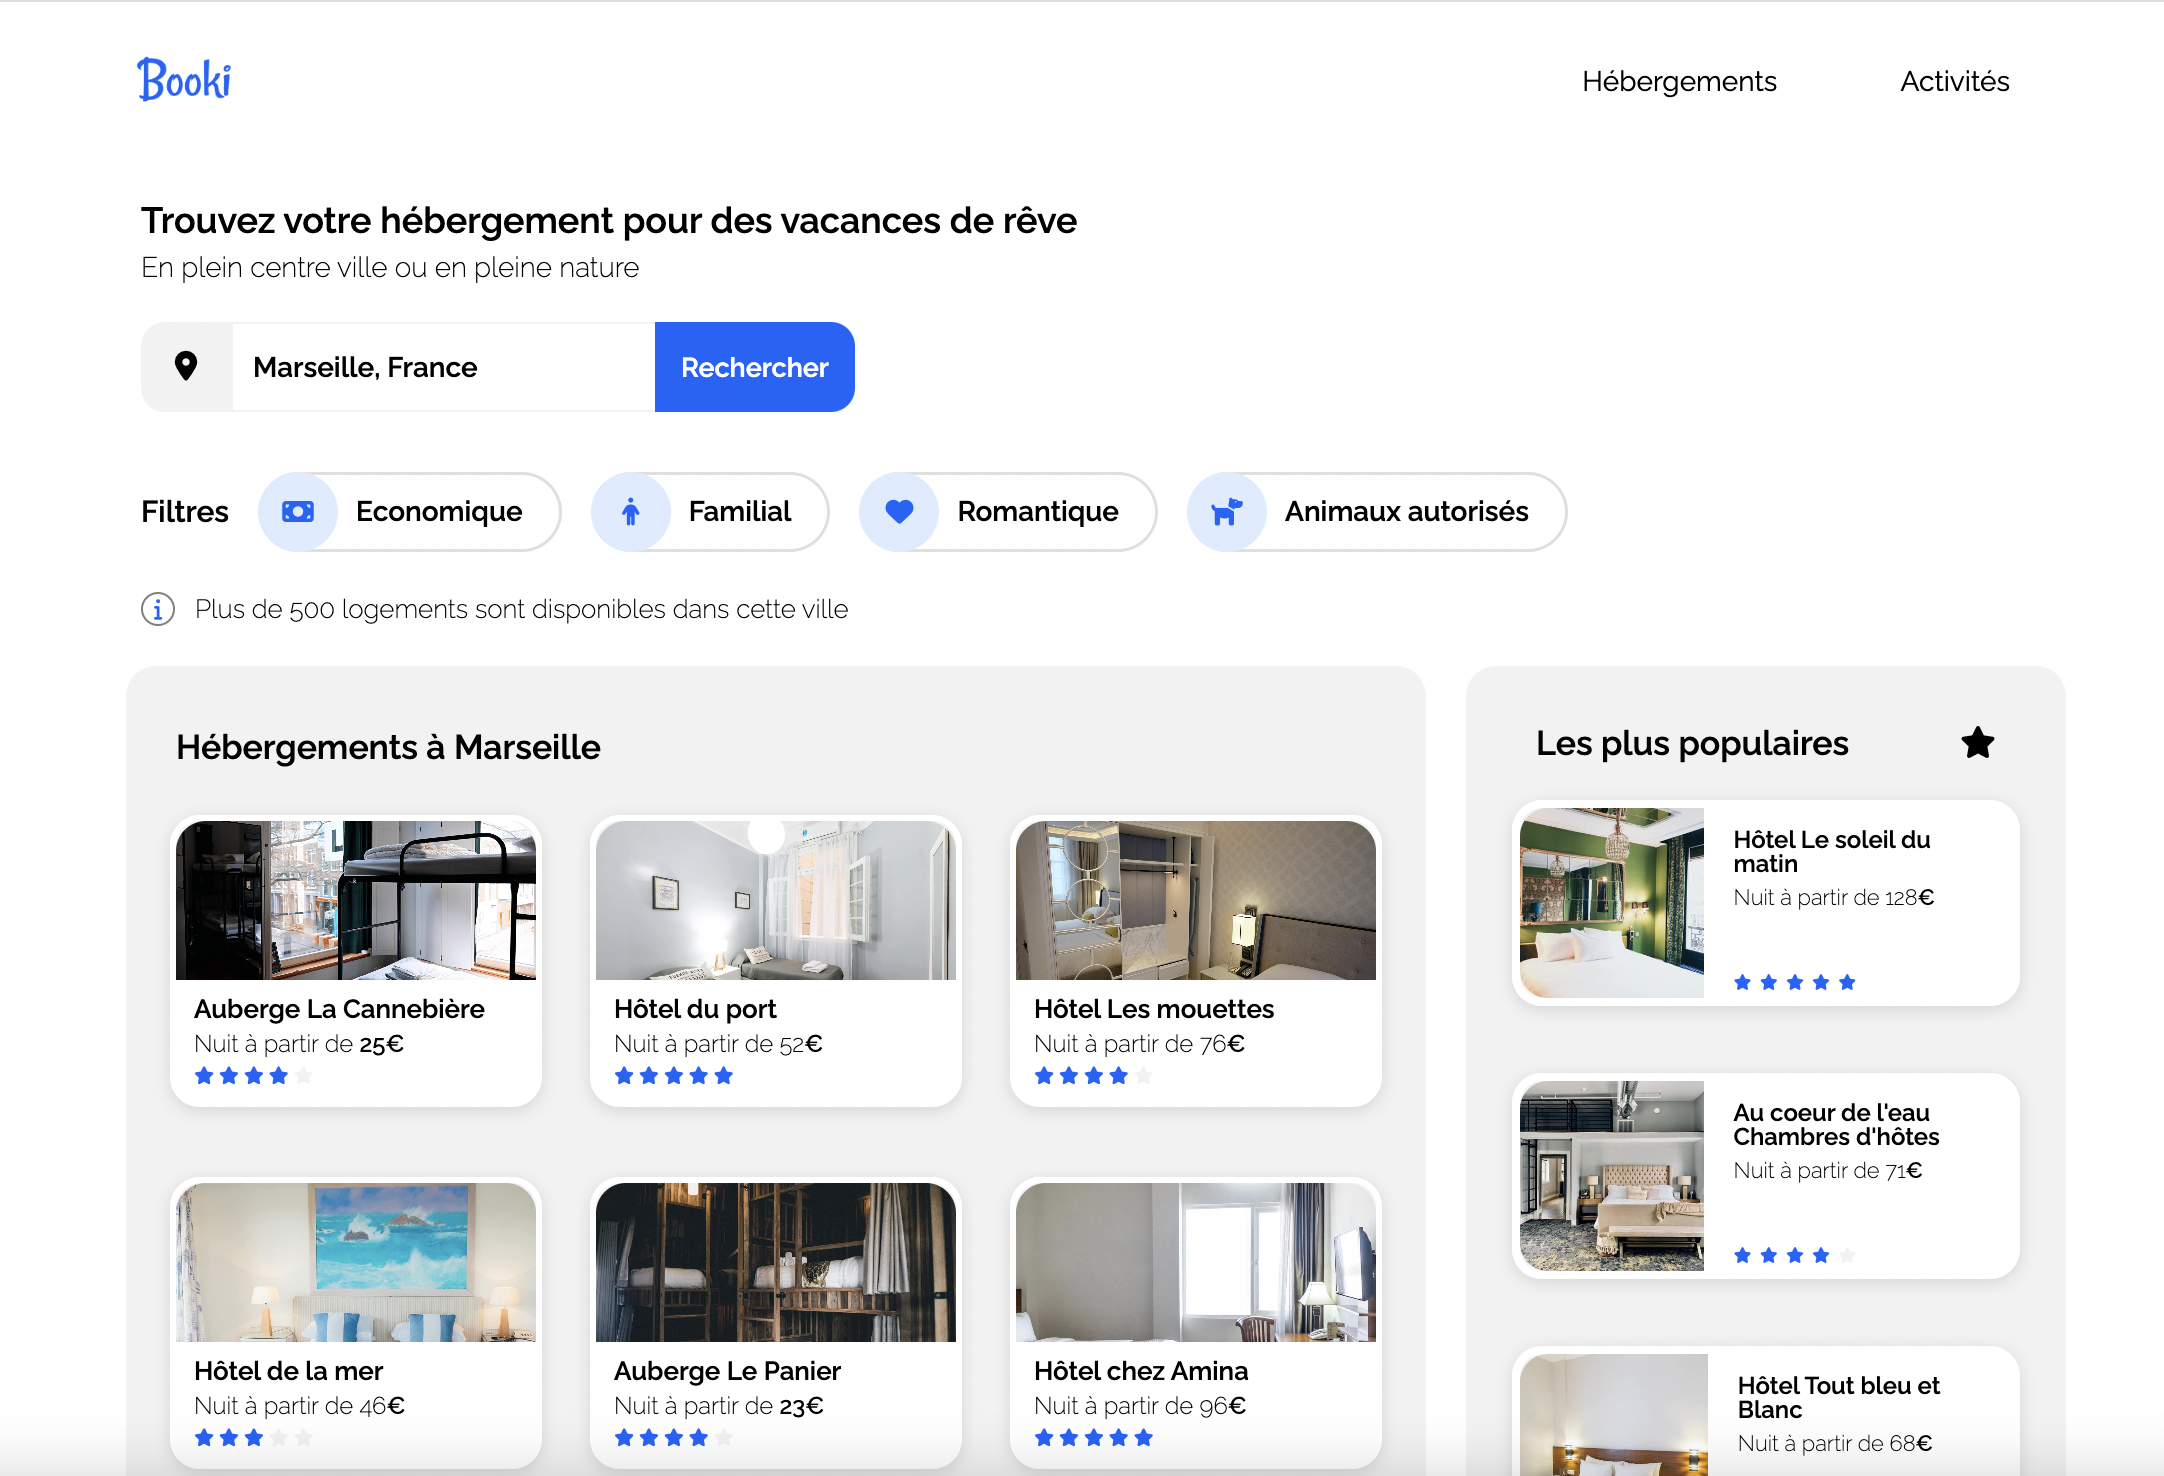 Booki
Hébergements
Activités
Trouvez votre hébergement pour des vacances de rêve
En plein centre ville ou en pleine nature
Marseille, France
Rechercher
Filtres
Economique
Familial
Romantique
Animaux autorisés
Plus de 500 logements sont disponibles dans cette ville
Hébergements à Marseille
Auberge La Cannebière
Nuit à partir de 25€
Hôtel du port
Nuit à partir de 52€
Hôtel Les mouettes
Nuit à partir de 76€
Hôtel de la mer
Nuit à partir de 46€
Auberge Le Panier
Nuit à partir de 23€
Hôtel chez Amina
Nuit à partir de 96€
Les plus populaires
Hôtel Le soleil du
matin
Nuit à partir de 128€
Au coeur de l'eau
Chambres d'hôtes
Nuit à partir de 71€
Hôtel Tout bleu et
Blanc
Nuit à partir de 68€